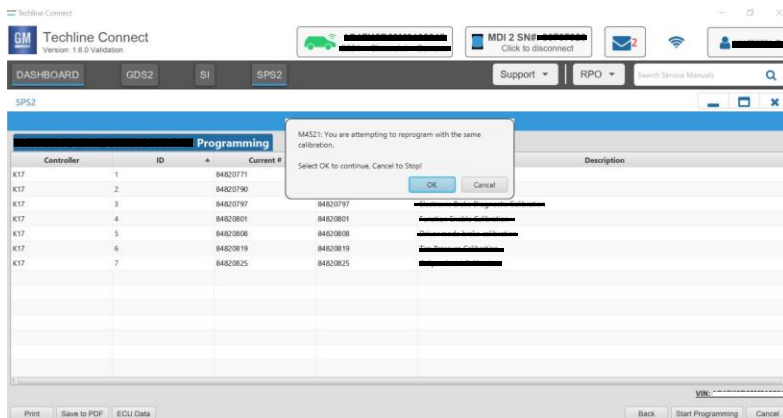 Techline Connect
GM
Techline Connect
Version: 1.6.0 Validation
MDI 2 SN#
Click to disconnect
2
DASHBOARD GDS2 SI SPS2 Support RPO Search Service Manuals
SPS2
Programming
M4521: You are attempting to reprogram with the same
calibration.
Select OK to continue, Cancel to Stop!
OK Cancel
Controller ID Current # Description
K17 1 84820771
K17 2 84820790
K17 3 84820797 84820797
K17 4 84820801 84820801
K17 5 84820808 84820808
K17 6 84820819 84820819
K17 7 84820825 84820825
VIN:
Print Save to PDF ECU Data Back Start Programming Cancel